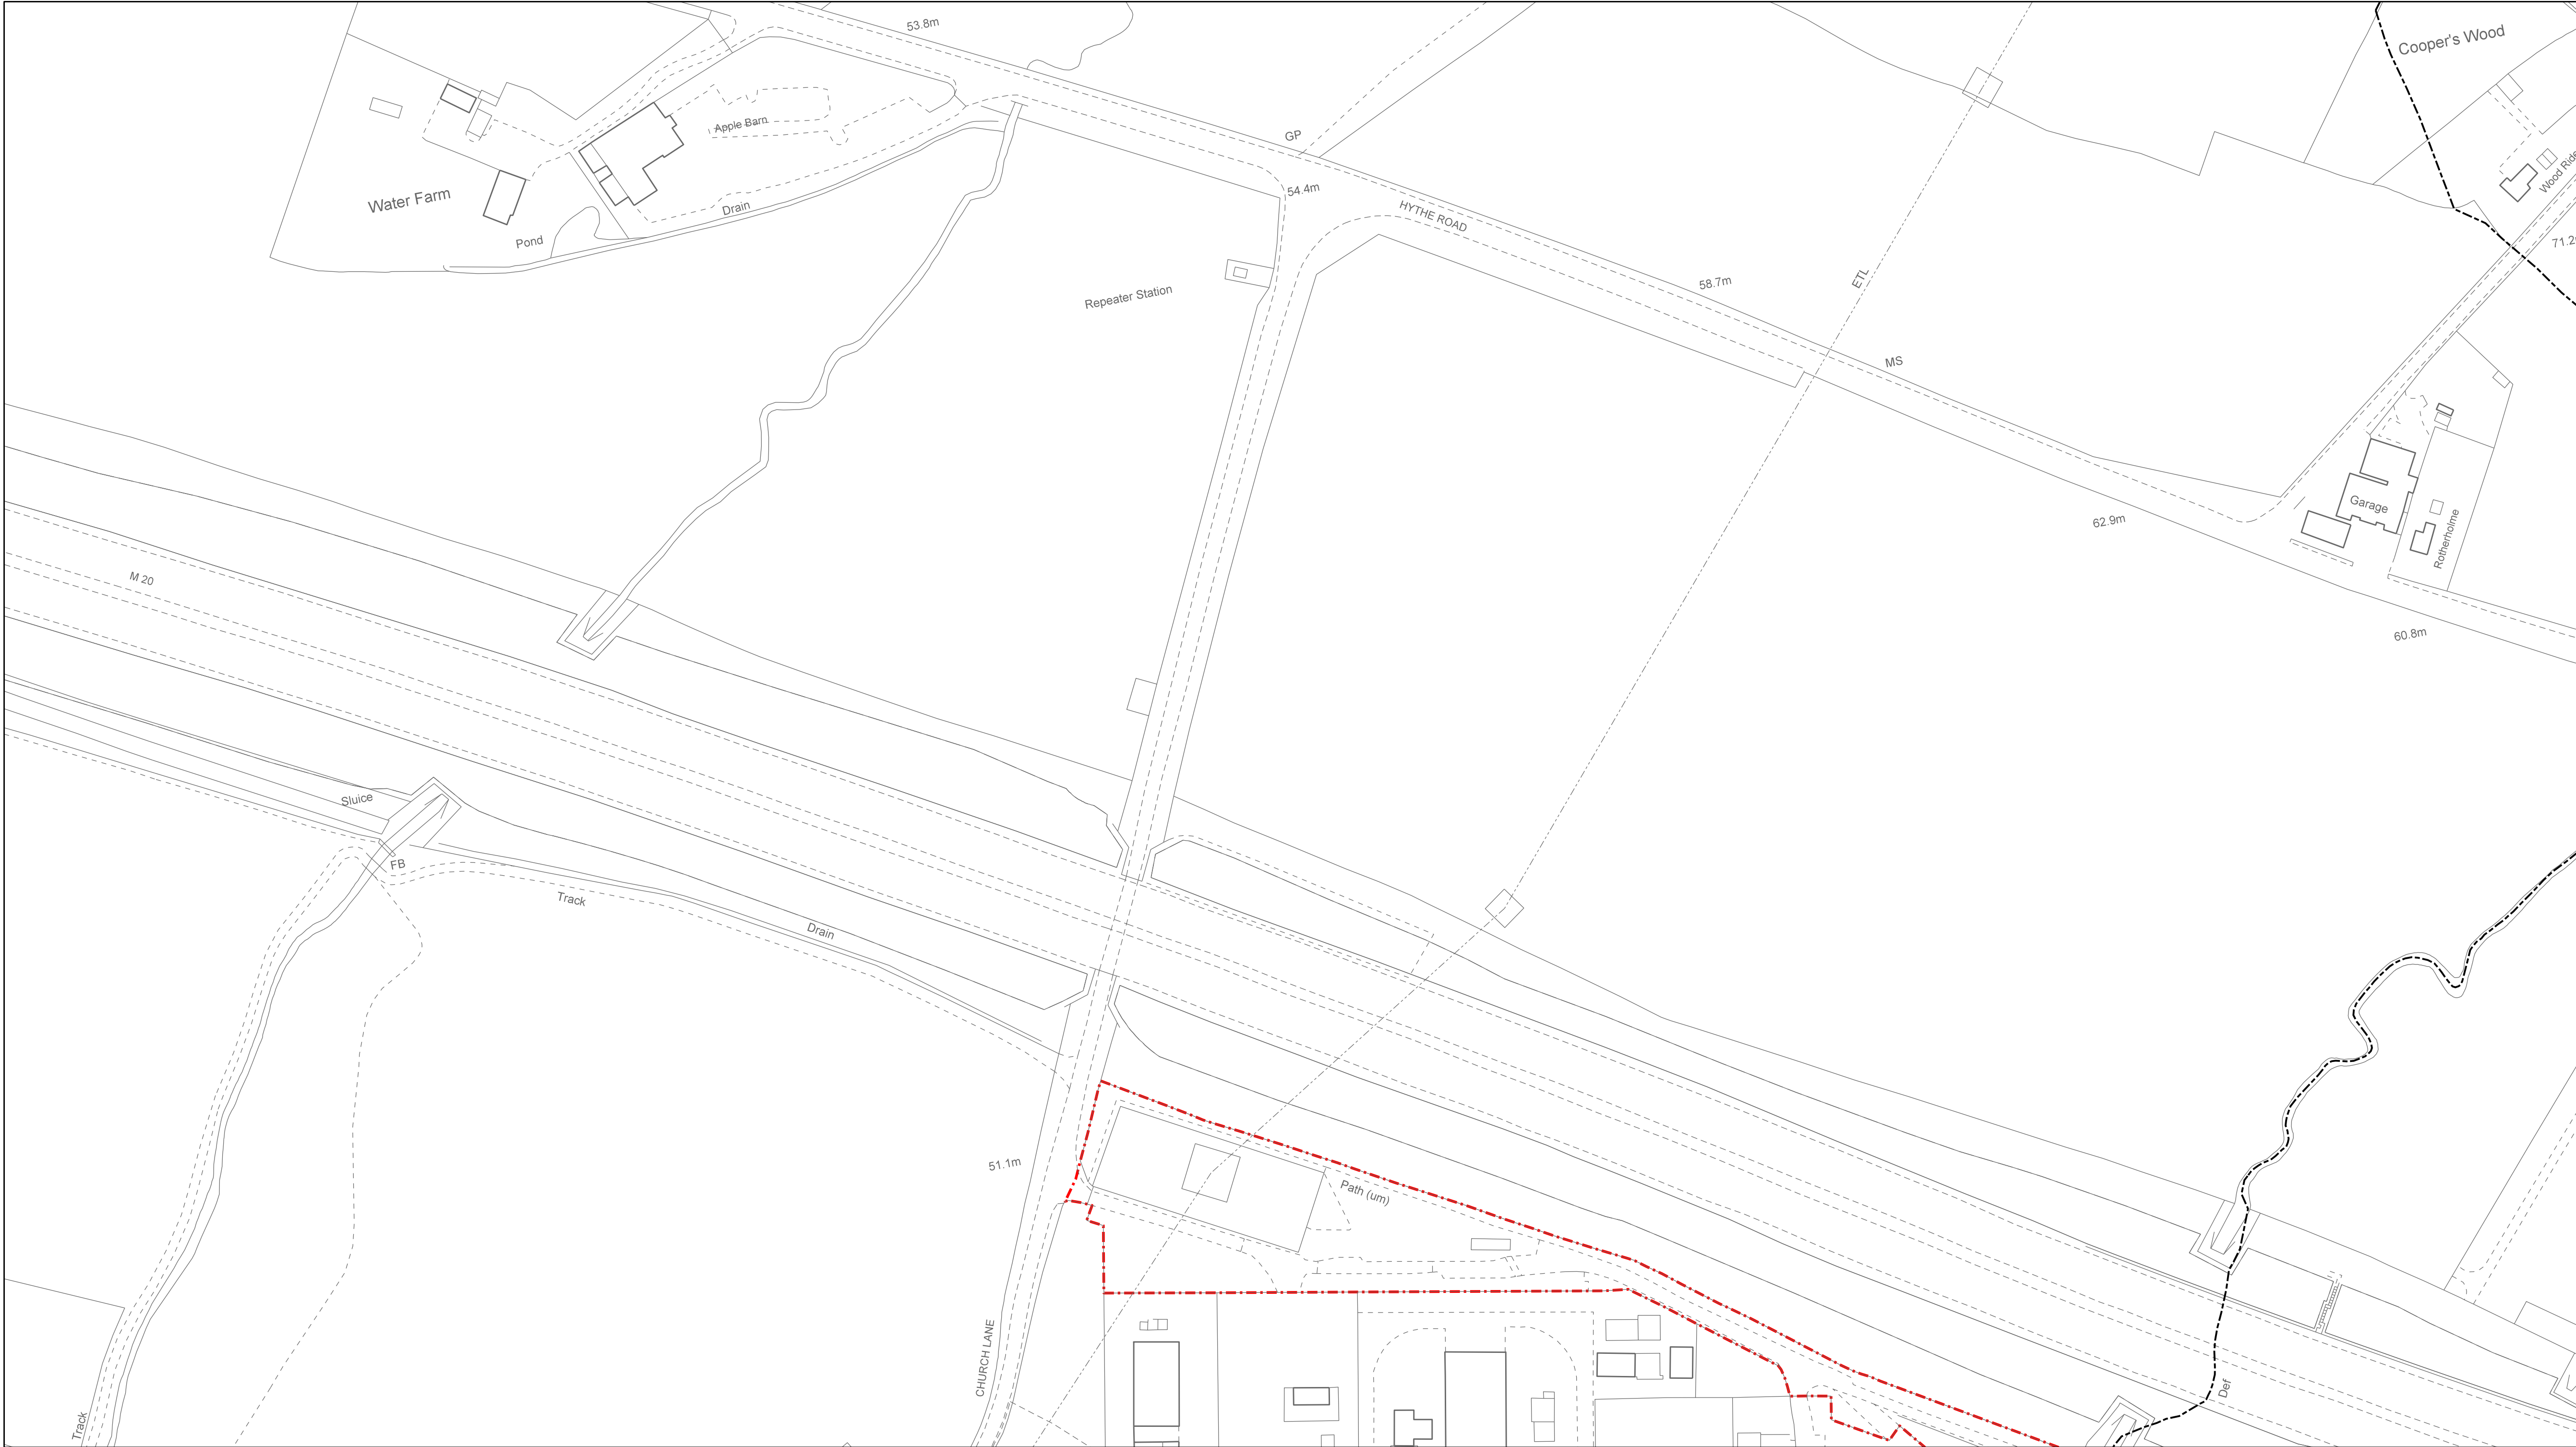 53.8m
Cooper's Wood
Apple Barn
GP
Wood Ride
Water Farm
54.4m
Drain
HYTHE ROAD
Pond
71.2
ETL
58.7m
Repeater Station
MS
Garage
62.9m
Rotherholme
M 20
60.8m
Sluice
FB
Track
Drain
51.1m
Path (um)
CHURCH LANE
Def
Track